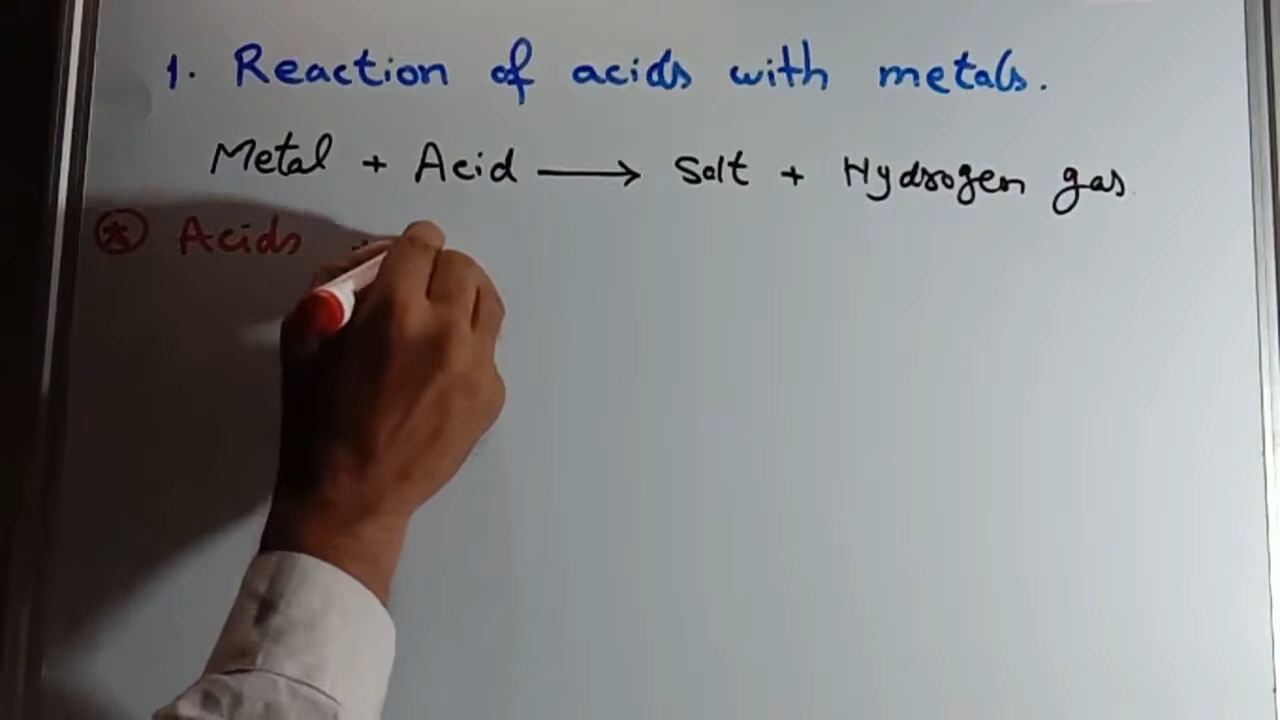 1. Reaction of acids with metals.
Metal + Acid ⟶ Salt + Hydrogen gas
Acids